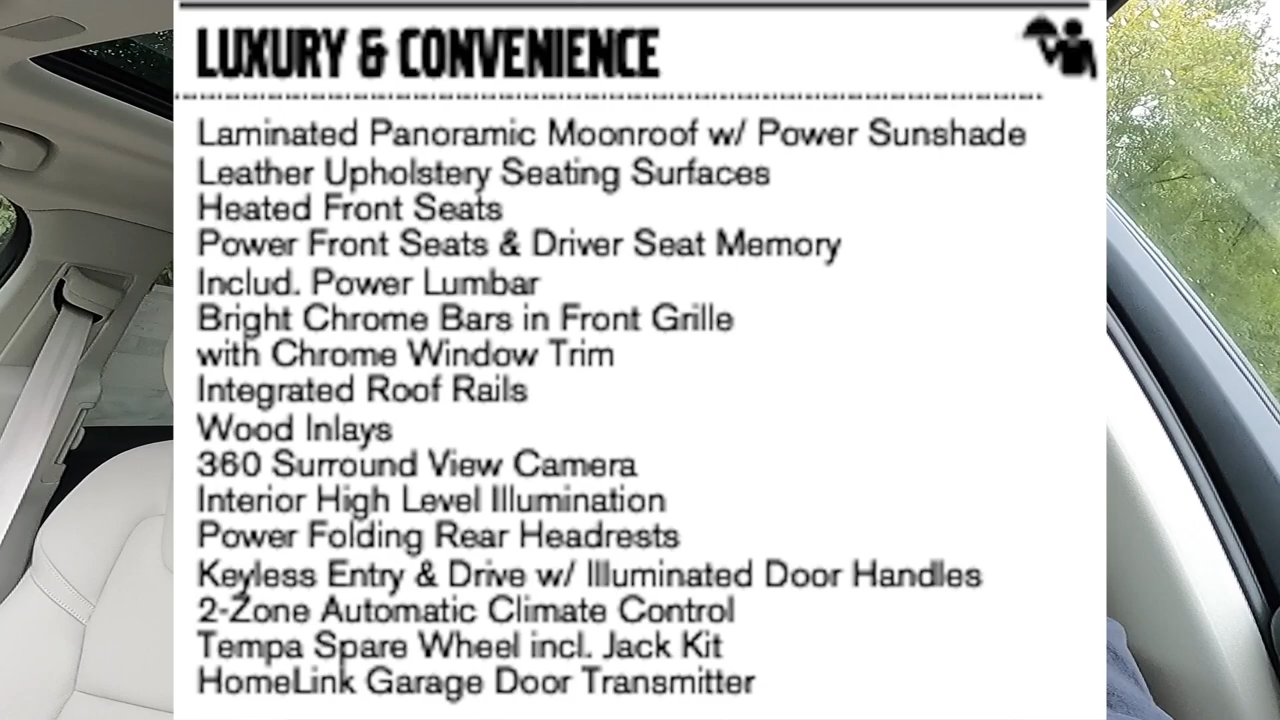 LUXURY & CONVENIENCE
Laminated Panoramic Moonroof w/ Power Sunshade
Leather Upholstery Seating Surfaces
Heated Front Seats
Power Front Seats & Driver Seat Memory
Includ. Power Lumbar
Bright Chrome Bars in Front Grille
with Chrome Window Trim
Integrated Roof Rails
Wood Inlays
360 Surround View Camera
Interior High Level Illumination
Power Folding Rear Headrests
Keyless Entry & Drive w/ Illuminated Door Handles
2-Zone Automatic Climate Control
Tempa Spare Wheel incl. Jack Kit
HomeLink Garage Door Transmitter